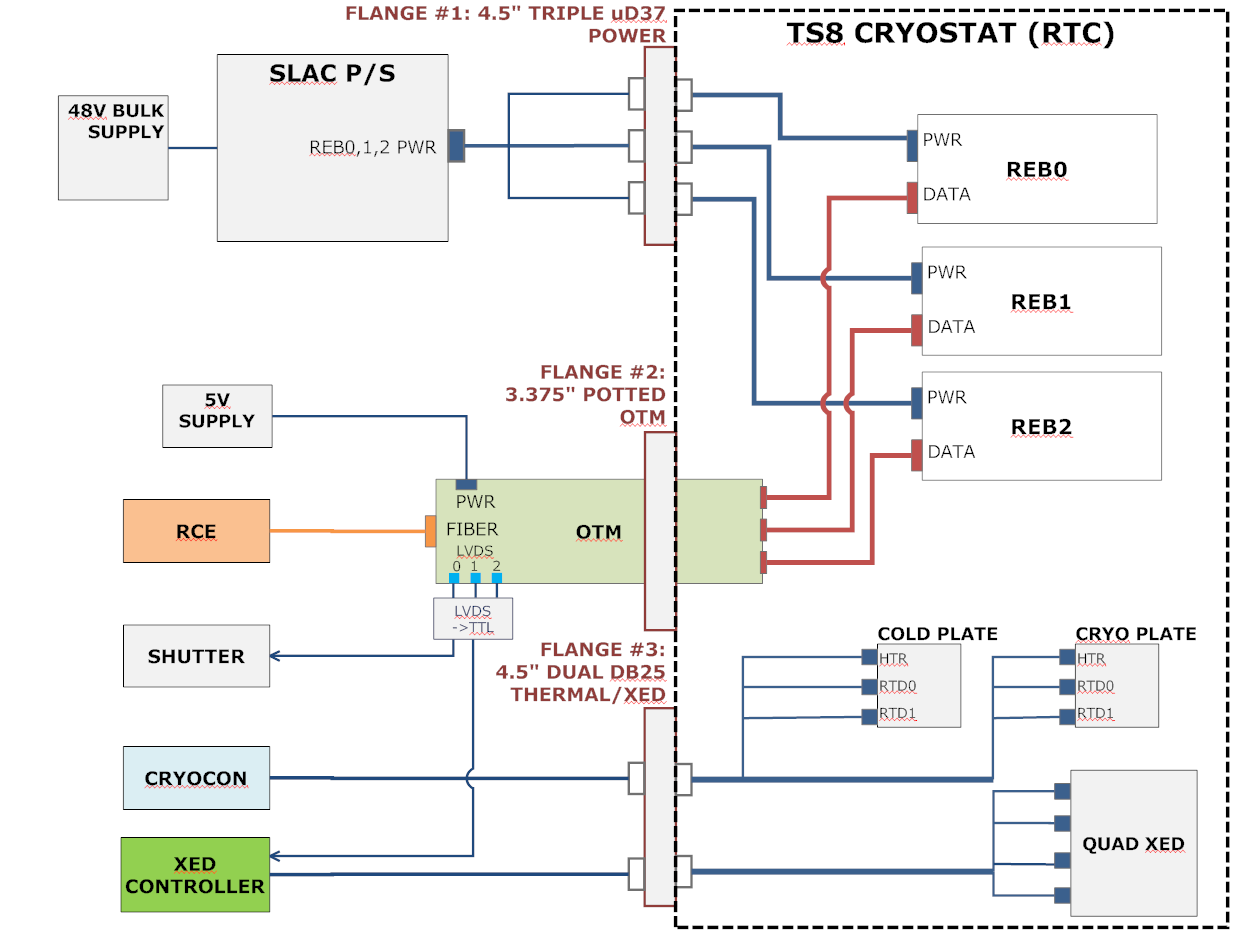 FLANGE #1: 4.5" TRIPLE uD37
POWER
TS8 CRYOSTAT (RTC)
SLAC P/S
48V BULK
SUPPLY
REB0,1,2 PWR
PWR
REB0
DATA
PWR
REB1
DATA
FLANGE #2:
3.375" POTTED
OTM
5V
SUPPLY
PWR
REB2
DATA
PWR
RCE
FIBER
OTM
LVDS
0 1 2
LVDS
->TTL
SHUTTER
FLANGE #3:
4.5" DUAL DB25
THERMAL/XED
COLD PLATE
HTR
RTD0
RTD1
CRYO PLATE
HTR
RTD0
RTD1
CRYOCON
XED
CONTROLLER
QUAD XED